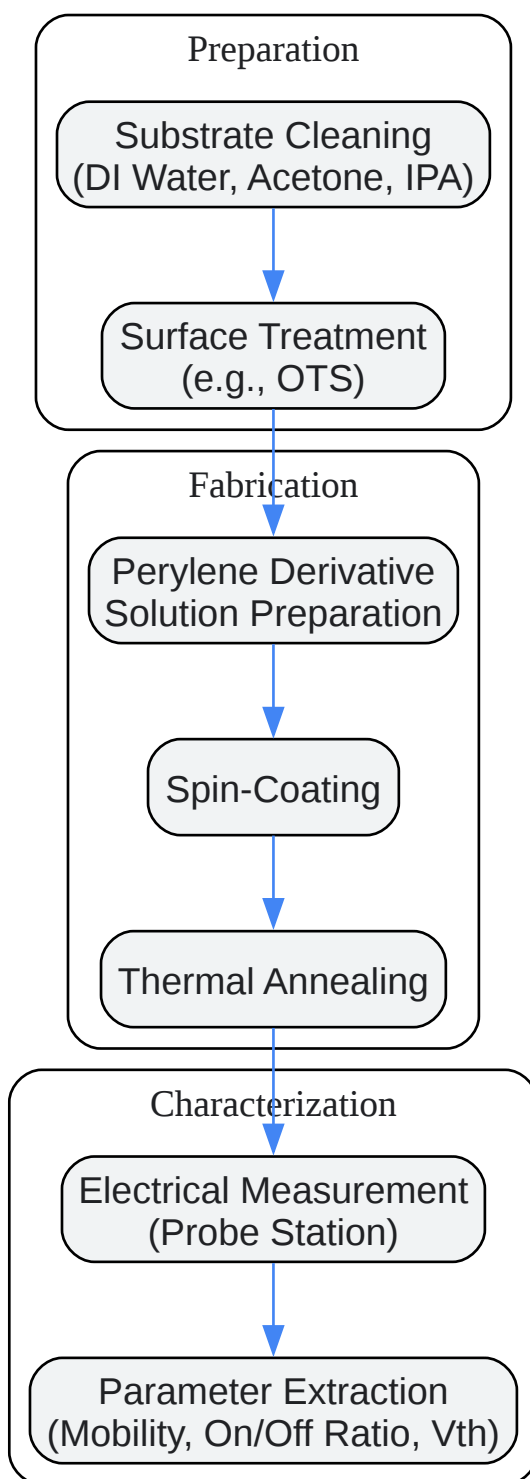 Preparation
Substrate Cleaning
(DI Water, Acetone, IPA)
Surface Treatment
(e.g., OTS)
Fabrication
Perylene Derivative
Solution Preparation
Spin-Coating
Thermal Annealing
Characterization
Electrical Measurement
(Probe Station)
Parameter Extraction
(Mobility, On/Off Ratio, Vth)